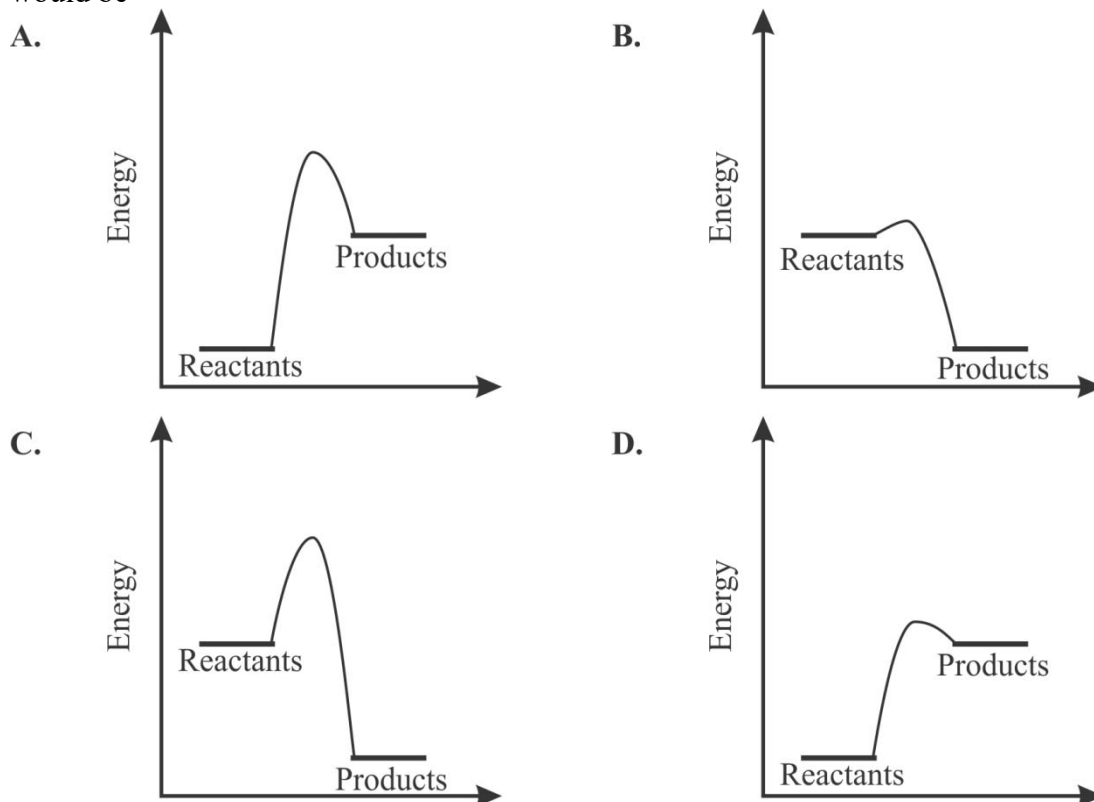 would be
A.
Energy
Products
Reactants
B.
Energy
Reactants
Products
C.
Energy
Reactants
Products
D.
Energy
Products
Reactants